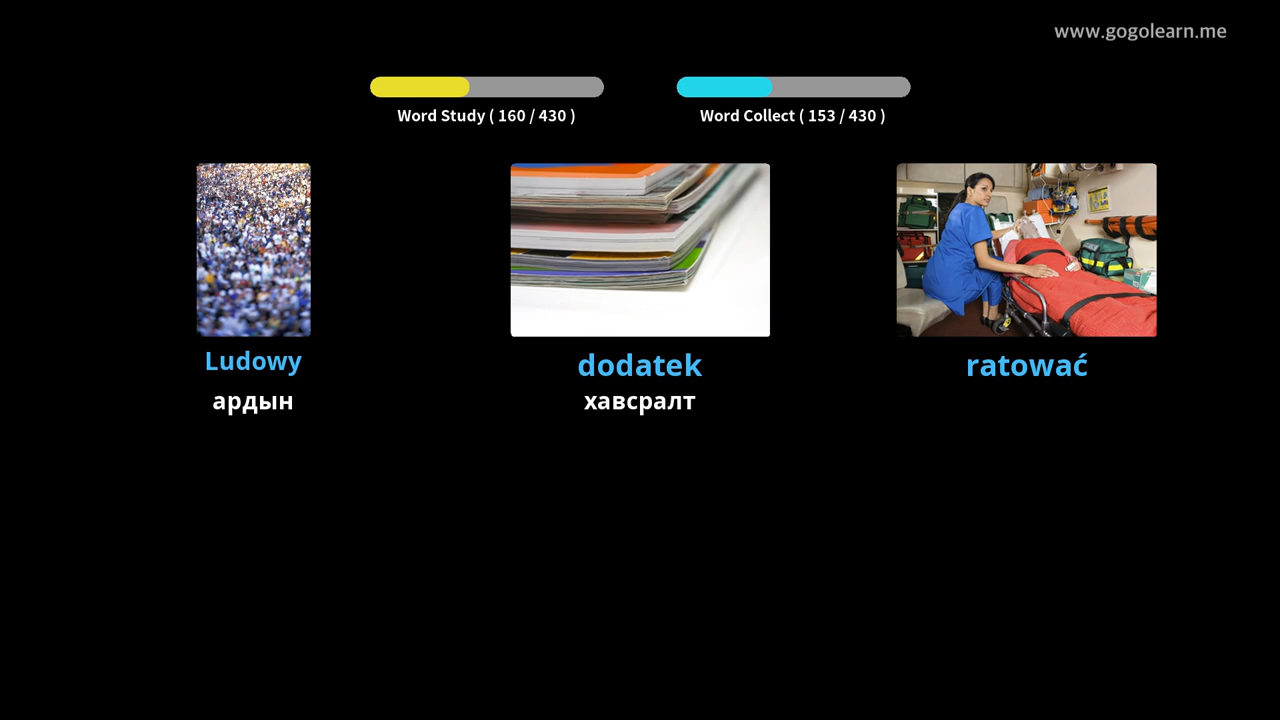 www.gogolearn.me
Word Study ( 160 / 430 )
Word Collect ( 153 / 430 )
Ludowy
dodatek
ratować
ардын
хавсралт